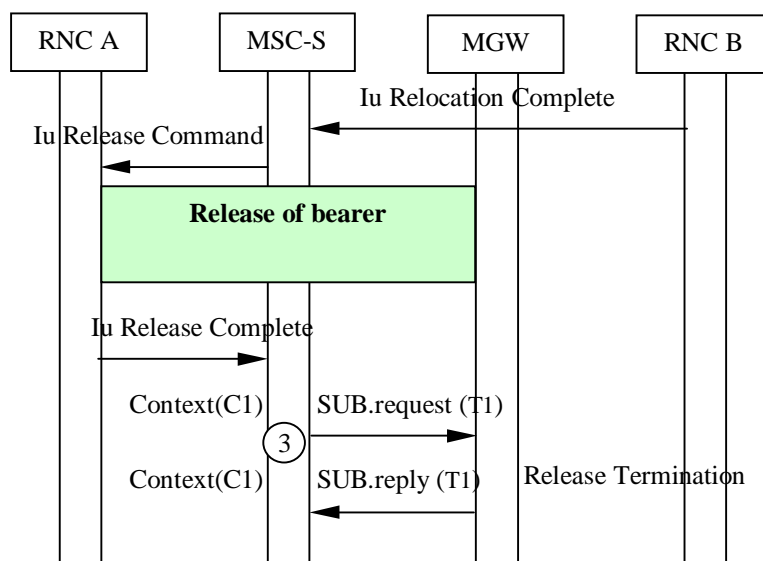 RNC A MSC-S MGW RNC B
Iu Relocation Complete
Iu Release Command
Release of bearer
Iu Release Complete
Context(C1) SUB.request (T1)
3
Context(C1) SUB.reply (T1) Release Termination